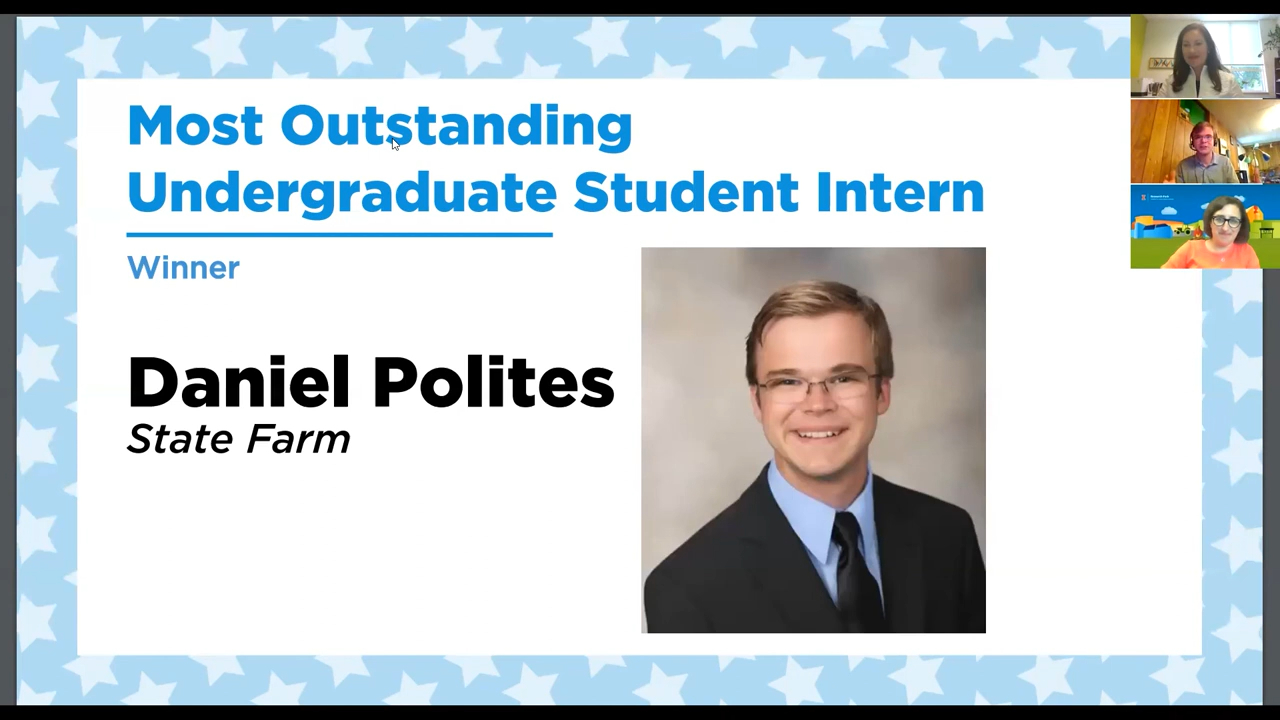 Most Outstanding
Undergraduate Student Intern
Winner
Daniel Polites
State Farm